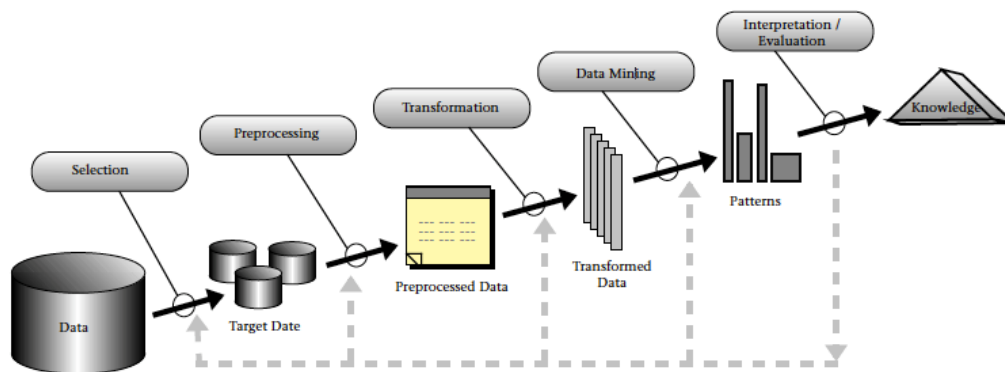 Interpretation /
Evaluation
Data Mining
Transformation
Preprocessing
Selection
Knowledge
Patterns
Transformed
Data
Preprocessed Data
Target Date
Data